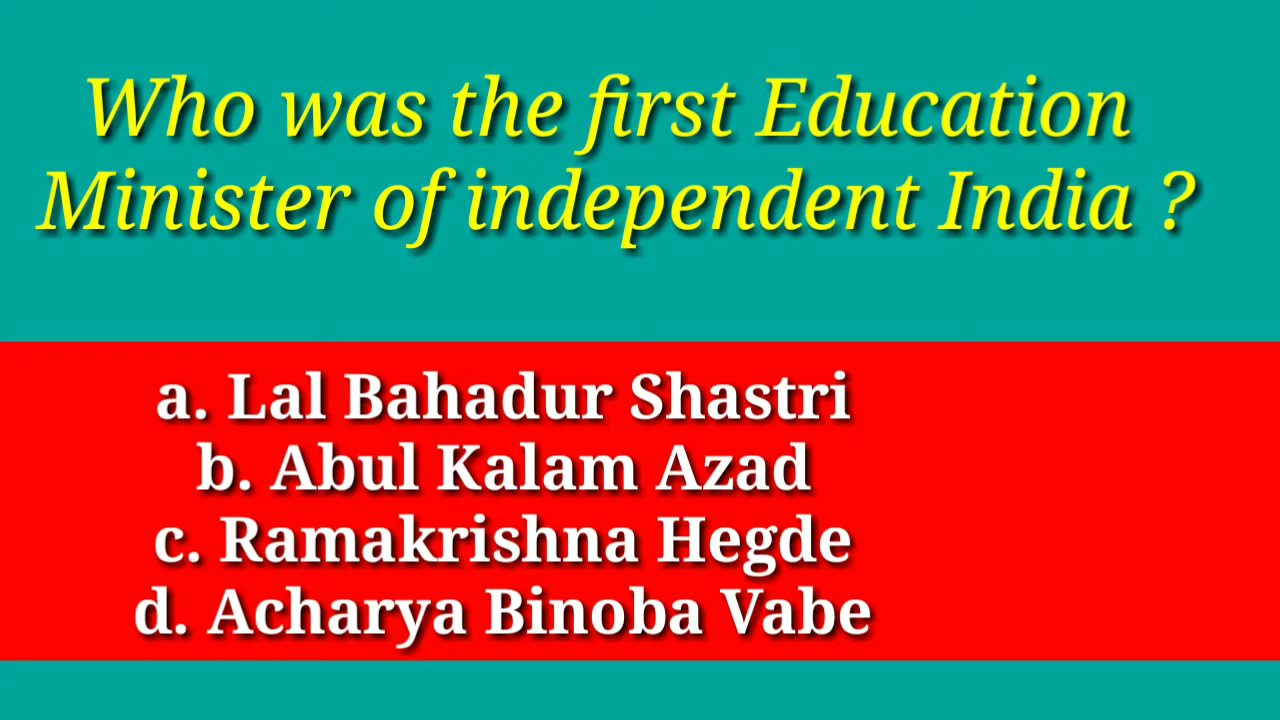 Who was the first Education
Minister of independent India ?
a. Lal Bahadur Shastri
b. Abul Kalam Azad
c. Ramakrishna Hegde
d. Acharya Binoba Vabe